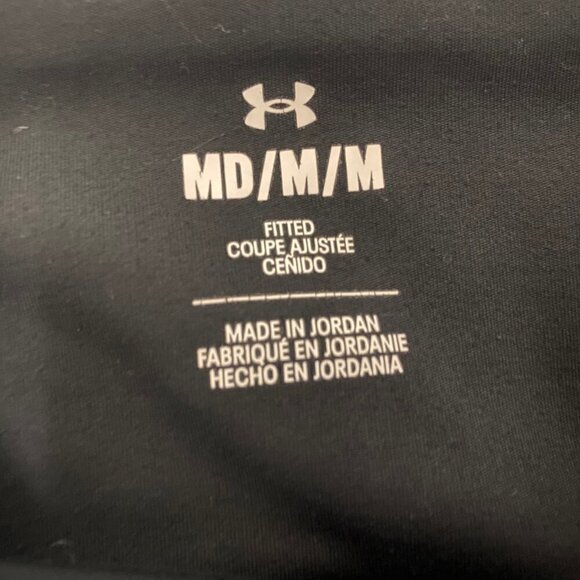 MD/M/M
FITTED
COUPE AJUSTÉE
CEÑIDO
MADE IN JORDAN
FABRIQUÉ EN JORDANIE
HECHO EN JORDANIA